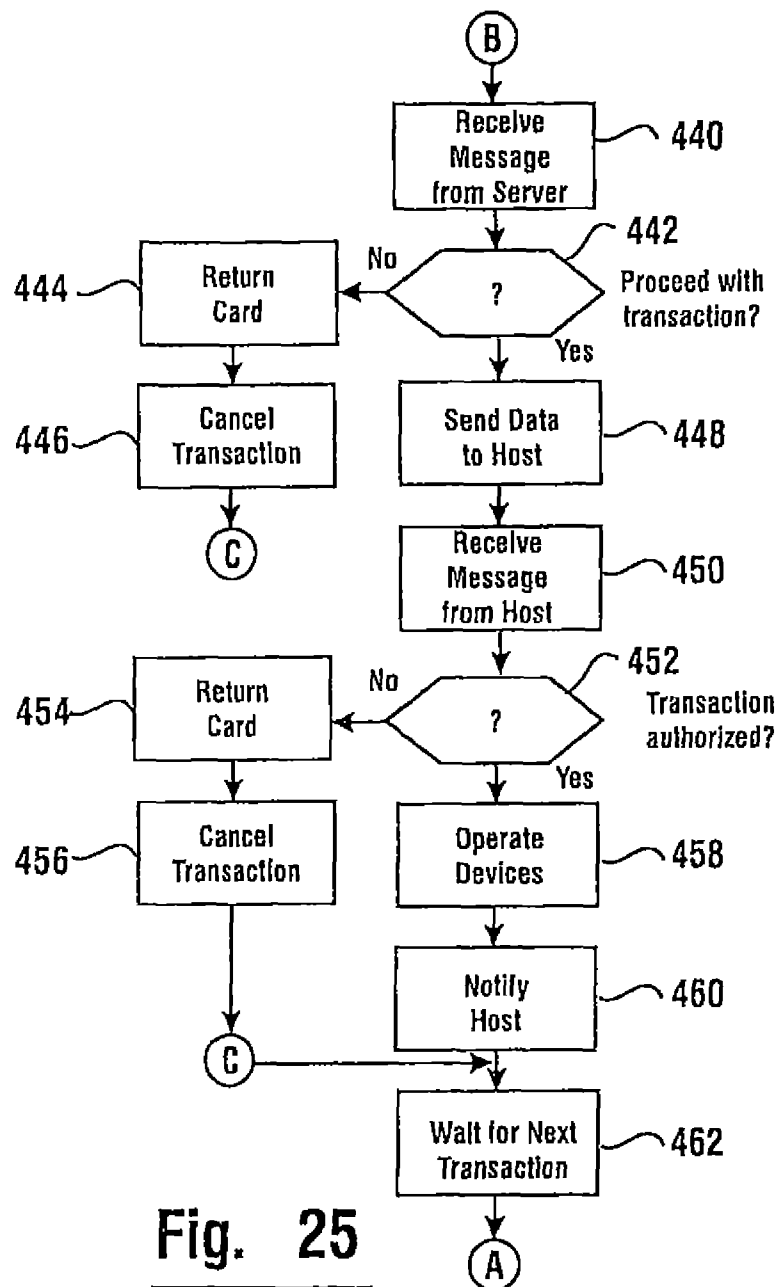 B
Receive
Message
from Server
440
442
No
?
Proceed with
transaction?
Yes
444
Return
Card
446
Cancel
Transaction
C
Send Data
to Host
448
Receive
Message
from Host
450
452
No
?
Transaction
authorized?
Yes
454
Return
Card
456
Cancel
Transaction
Operate
Devices
458
Notify
Host
460
C
Wait for Next
Transaction
462
Fig. 25
A